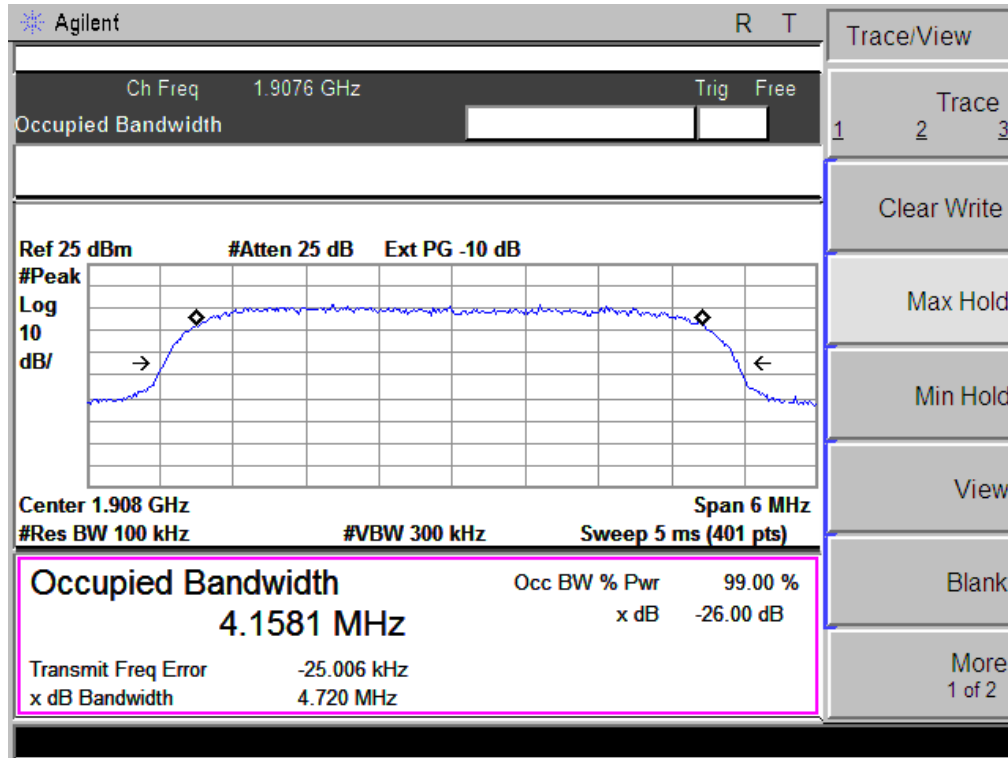 Agilent R T
Trace/View
Ch Freq 1.9076 GHz Trig Free
Occupied Bandwidth
Trace
1 2 3
Clear Write
Max Hold
Min Hold
View
Blank
More
1 of 2
Ref 25 dBm #Atten 25 dB Ext PG -10 dB
#Peak
Log
10
dB/
Center 1.908 GHz Span 6 MHz
#Res BW 100 kHz #VBW 300 kHz Sweep 5 ms (401 pts)
Occupied Bandwidth Occ BW % Pwr 99.00 %
4.1581 MHz x dB -26.00 dB
Transmit Freq Error -25.006 kHz
x dB Bandwidth 4.720 MHz